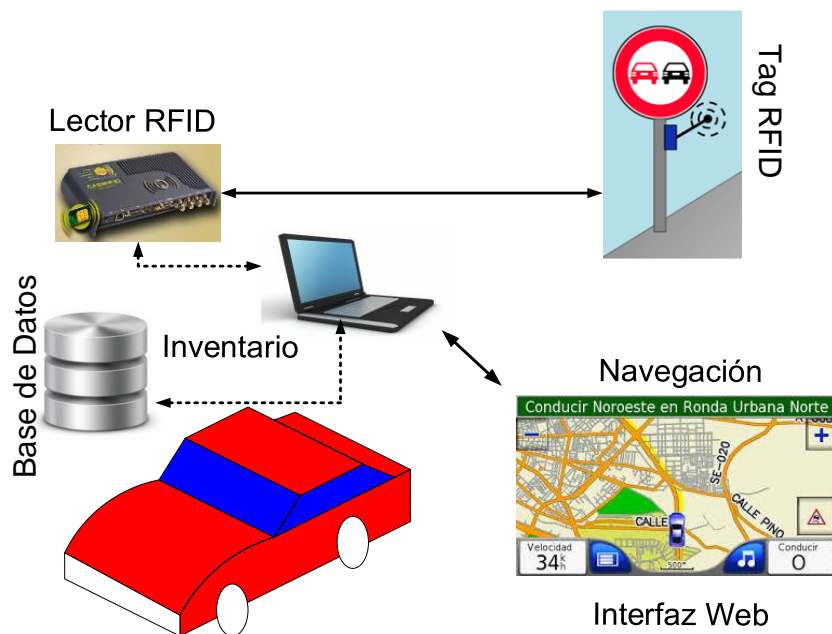 Lector RFID
Tag RFID
Base de Datos
Inventario
Navegación
Conducir Noroeste en Ronda Urbana Norte
SE-020
CALLE PINO
CALLE
Velocidad
34 k h
500m
Conducir
O
Interfaz Web